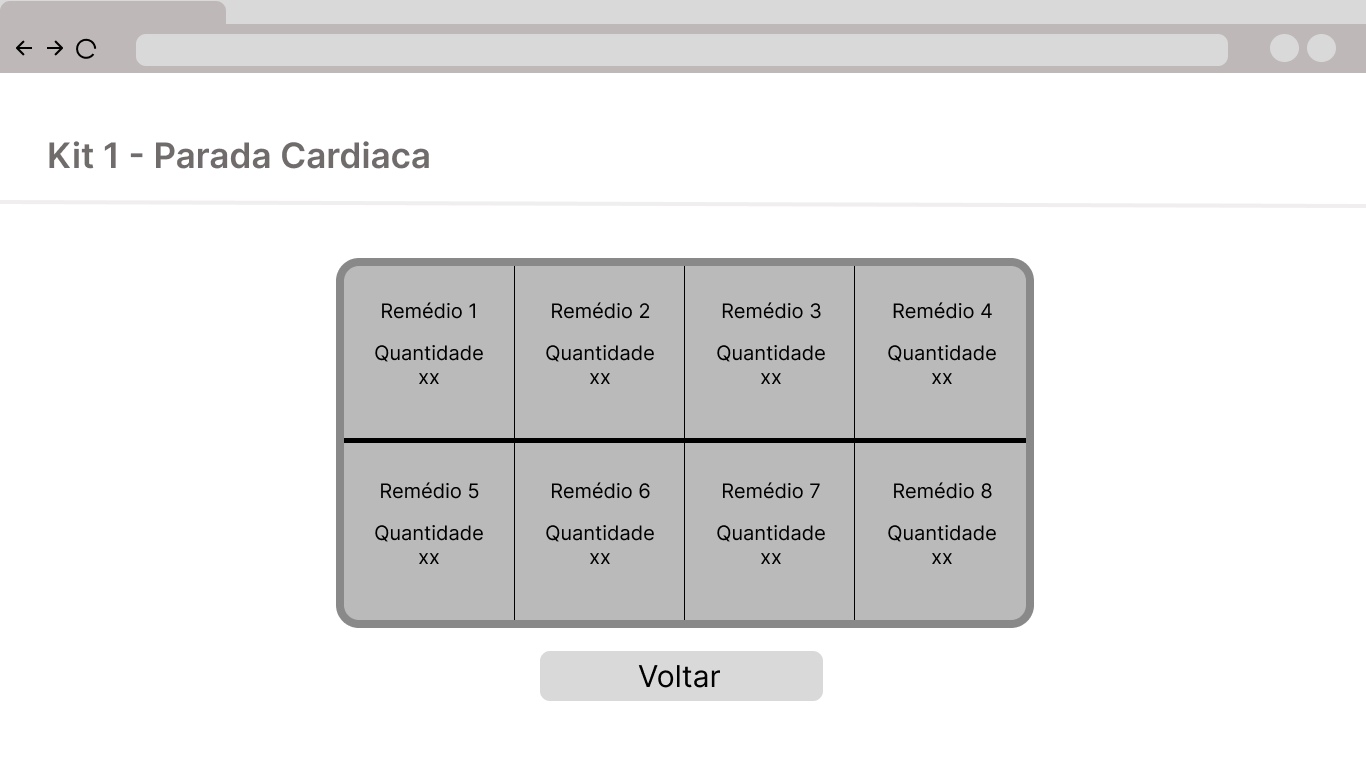 Kit 1 - Parada Cardiaca
Remédio 1
Remédio 2
Remédio 3
Remédio 4
Quantidade
xx
Quantidade
xx
Quantidade
xx
Quantidade
xx
Remédio 5
Remédio 6
Remédio 7
Remédio 8
Quantidade
xx
Quantidade
xx
Quantidade
xx
Quantidade
xx
Voltar